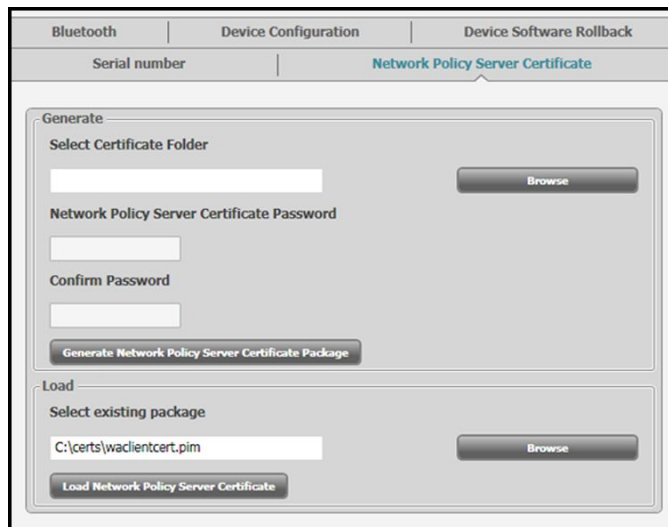 Bluetooth
Device Configuration
Device Software Rollback
Serial number
Network Policy Server Certificate
Generate
Select Certificate Folder
Browse
Network Policy Server Certificate Password
Confirm Password
Generate Network Policy Server Certificate Package
Load
Select existing package
C:\certs\waclientcert.pim
Browse
Load Network Policy Server Certificate